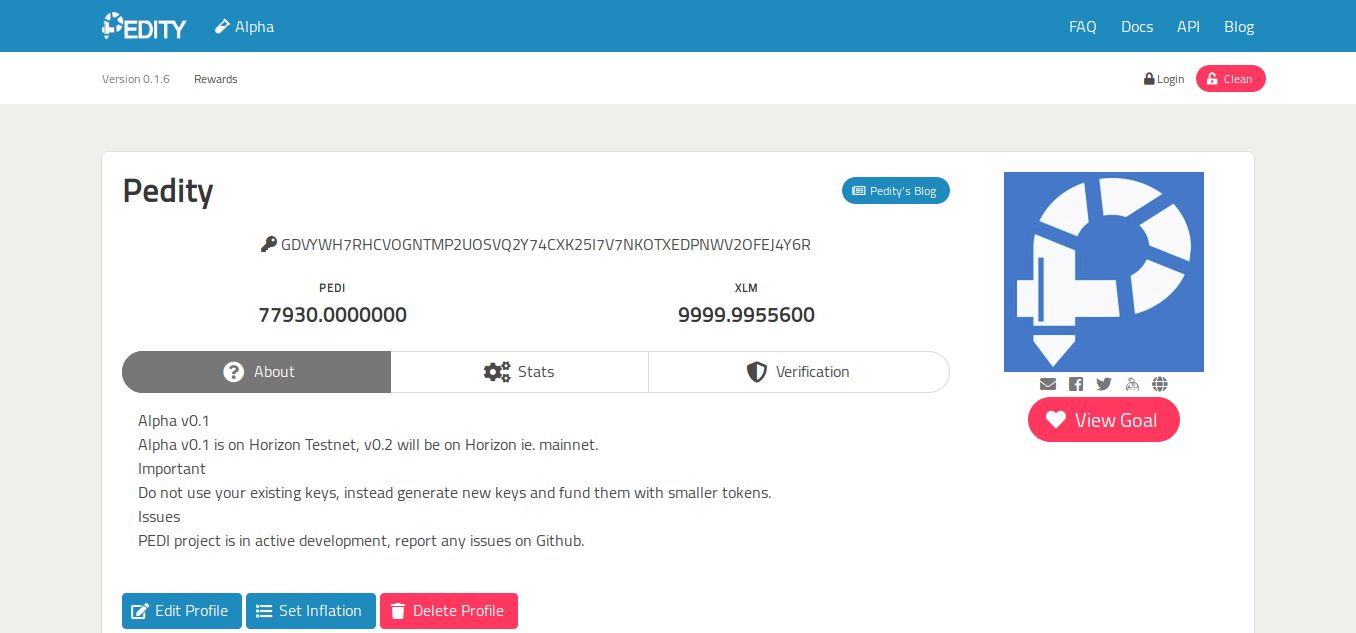 PEDITY Alpha FAQ Docs API Blog
Version 0.1.6 Rewards Login Clean
Pedity Pedity's Blog
GDVYWH7RHCVOGNTMP2UOSVQ2Y74CXK25I7V7NKOTXEDPNWV2OFEJ4Y6R
PEDI XLM
77930.0000000 9999.9955600
About Stats Verification
View Goal
Alpha v0.1
Alpha v0.1 is on Horizon Testnet, v0.2 will be on Horizon ie. mainnet.
Important
Do not use your existing keys, instead generate new keys and fund them with smaller tokens.
Issues
PEDI project is in active development, report any issues on Github.
Edit Profile Set Inflation Delete Profile